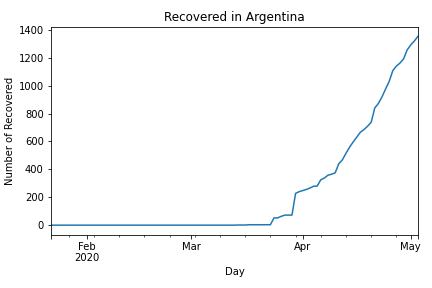 Recovered in Argentina
Number of Recovered
1400
1200
1000
800
600
400
200
0
Feb
2020
Mar
Apr
May
Day